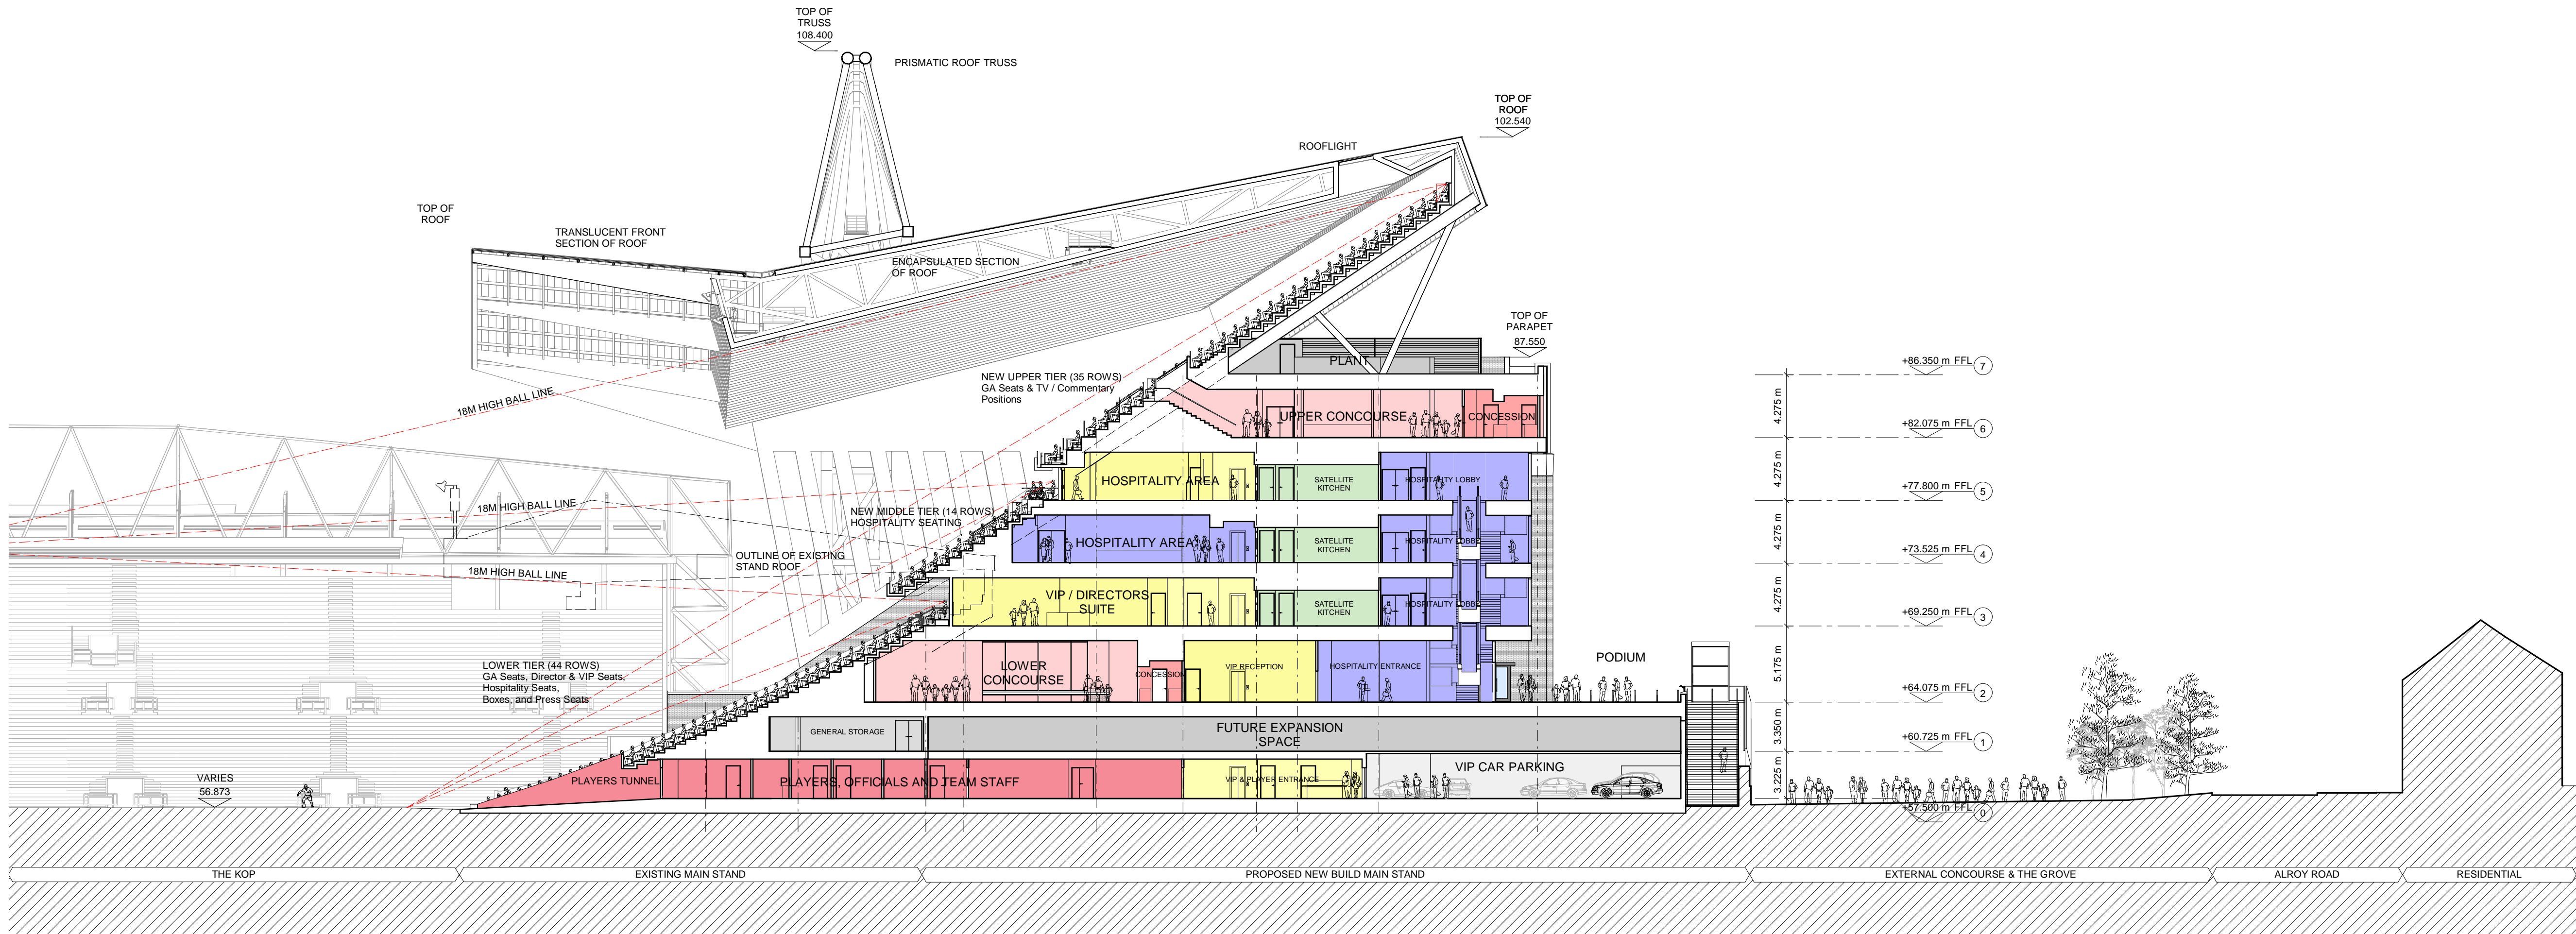 TOP OF
TRUSS
108.400
PRISMATIC ROOF TRUSS
TOP OF
ROOF
102.540
ROOFLIGHT
TOP OF
ROOF
TRANSLUCENT FRONT
SECTION OF ROOF
ENCAPSULATED SECTION
OF ROOF
TOP OF
PARAPET
87.550
PLANT
+86.350 m FFL
7
NEW UPPER TIER (35 ROWS)
GA Seats & TV / Commentary
Positions
18M HIGH BALL LINE
4.275 m
UPPER CONCOURSE
CONCESSION
+82.075 m FFL
6
4.275 m
HOSPITALITY AREA
SATELLITE
KITCHEN
HOSPITALITY LOBBY
+77.800 m FFL
5
18M HIGH BALL LINE
NEW MIDDLE TIER (14 ROWS)
HOSPITALITY SEATING
4.275 m
HOSPITALITY AREA
SATELLITE
KITCHEN
HOSPITALITY LOBBY
+73.525 m FFL
4
OUTLINE OF EXISTING
STAND ROOF
18M HIGH BALL LINE
4.275 m
VIP / DIRECTORS
SUITE
SATELLITE
KITCHEN
HOSPITALITY LOBBY
+69.250 m FFL
3
LOWER TIER (44 ROWS)
GA Seats, Director & VIP Seats,
Hospitality Seats,
Boxes, and Press Seats
LOWER
CONCOURSE
CONCESSION
VIP RECEPTION
HOSPITALITY ENTRANCE
PODIUM
5.175 m
+64.075 m FFL
2
GENERAL STORAGE
FUTURE EXPANSION
SPACE
3.350 m
+60.725 m FFL
1
VARIES
56.873
PLAYERS TUNNEL
PLAYERS, OFFICIALS AND TEAM STAFF
VIP & PLAYER ENTRANCE
VIP CAR PARKING
3.225 m
+57.500 m FFL
0
THE KOP
EXISTING MAIN STAND
PROPOSED NEW BUILD MAIN STAND
EXTERNAL CONCOURSE & THE GROVE
ALROY ROAD
RESIDENTIAL